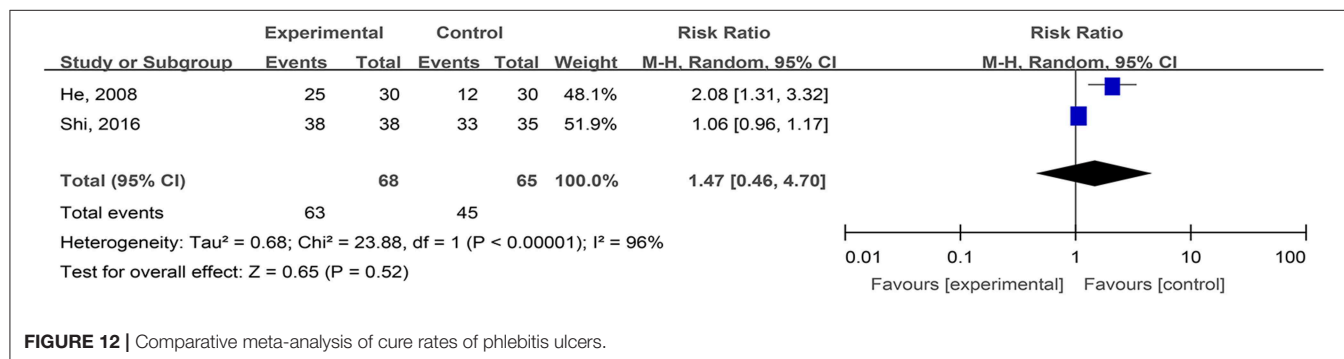 Experimental Control Risk Ratio Risk Ratio
Study or Subgroup Events Total Events Total Weight M-H, Random, 95% CI M-H, Random, 95% CI
He, 2008 25 30 12 30 48.1% 2.08 [1.31, 3.32]
Shi, 2016 38 38 33 35 51.9% 1.06 [0.96, 1.17]
Total (95% CI) 68 65 100.0% 1.47 [0.46, 4.70]
Total events 63 45
Heterogeneity: Tau² = 0.68; Chi² = 23.88, df = 1 (P < 0.00001); I² = 96%
Test for overall effect: Z = 0.65 (P = 0.52)
0.01 0.1 1 10 100
Favours [experimental] Favours [control]
FIGURE 12 | Comparative meta-analysis of cure rates of phlebitis ulcers.